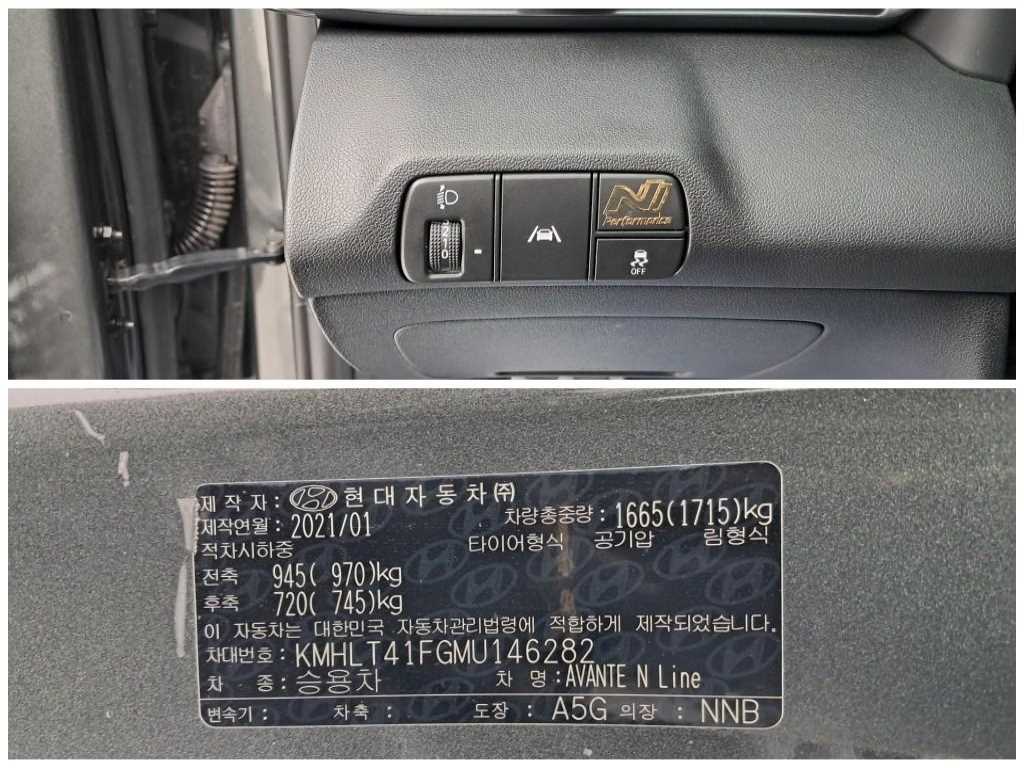 210
N
Performance
OFF
제 작 자 : 현 대 자 동 차 ㈜
제작연월 : 2021/01
차량총중량 : 1665(1715)kg
적차시하중
타이어형식 공기압 림형식
전축 945( 970)kg
후축 720( 745)kg
이 자동차는 대한민국 자동차관리법령에 적합하게 제작되었습니다.
차대번호 : KMHLT41FGMU146282
차 종 : 승용차 차 명 : AVANTE N Line
변속기 : 차축 : 도장 : A5G 의장 : NNB